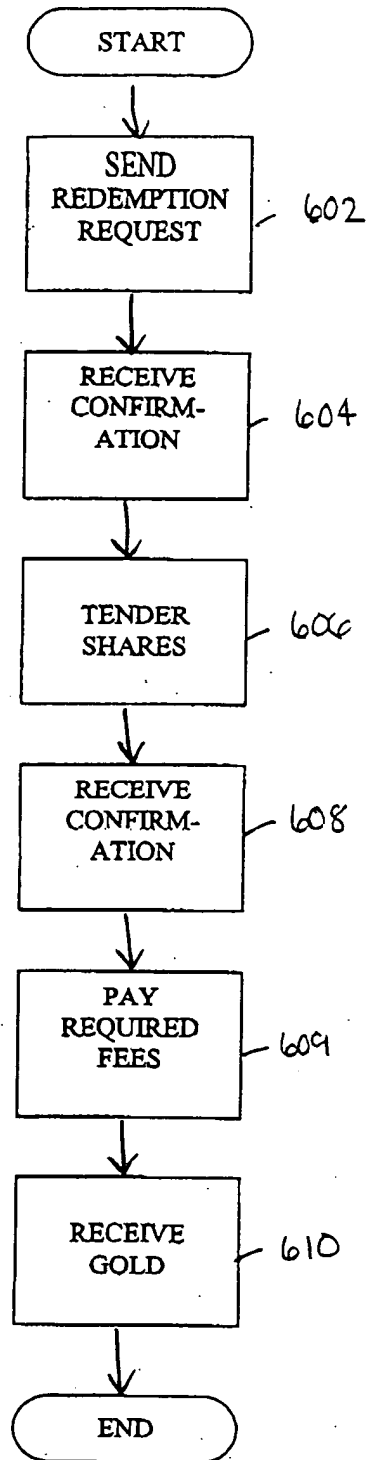 START
SEND
REDEMPTION
REQUEST
602
RECEIVE
CONFIRM-
ATION
604
TENDER
SHARES
606
RECEIVE
CONFIRM-
ATION
608
PAY
REQUIRED
FEES
609
RECEIVE
GOLD
610
END